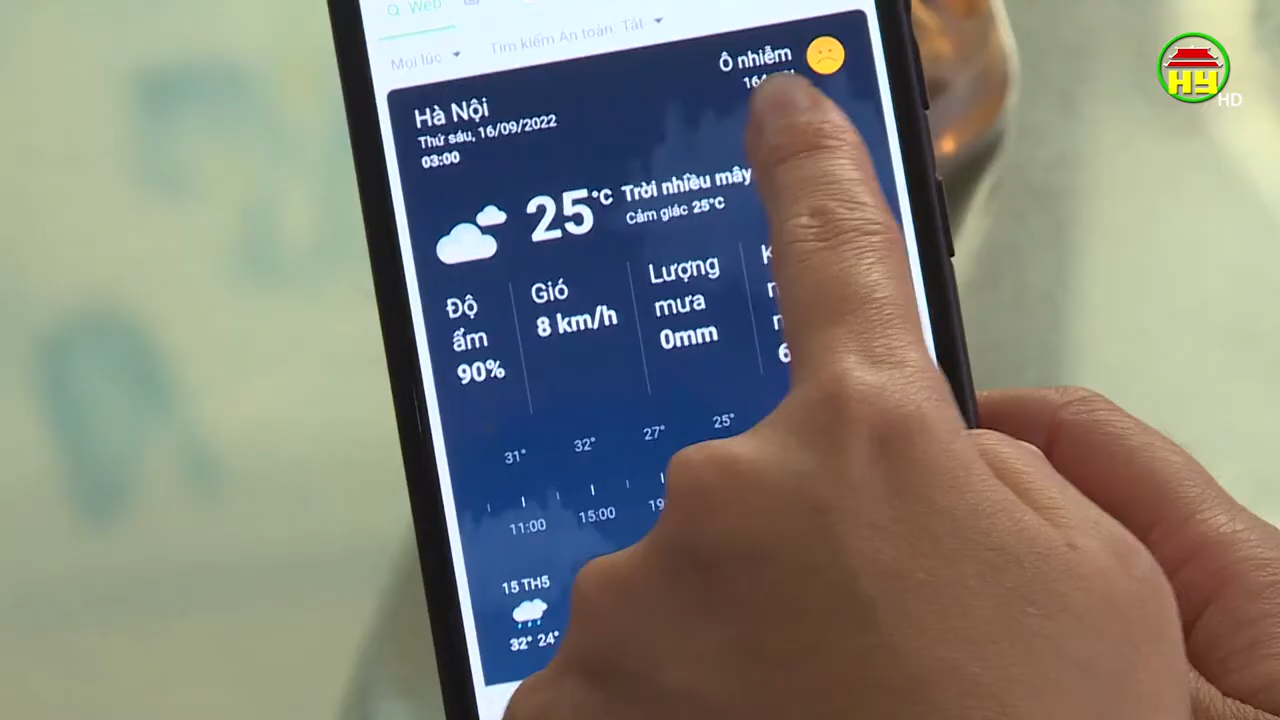 Web
Mọi lúc
Tìm kiếm An toàn: Tắt
HY
HD
Ô nhiễm
Hà Nội
Thứ sáu, 16/09/2022
03:00
25°C
Trời nhiều mây
Cảm giác 25°C
Độ ẩm
90%
Gió
8 km/h
Lượng
mưa
0mm
31° 32° 27° 25°
11:00 15:00
15 TH5
32° 24°